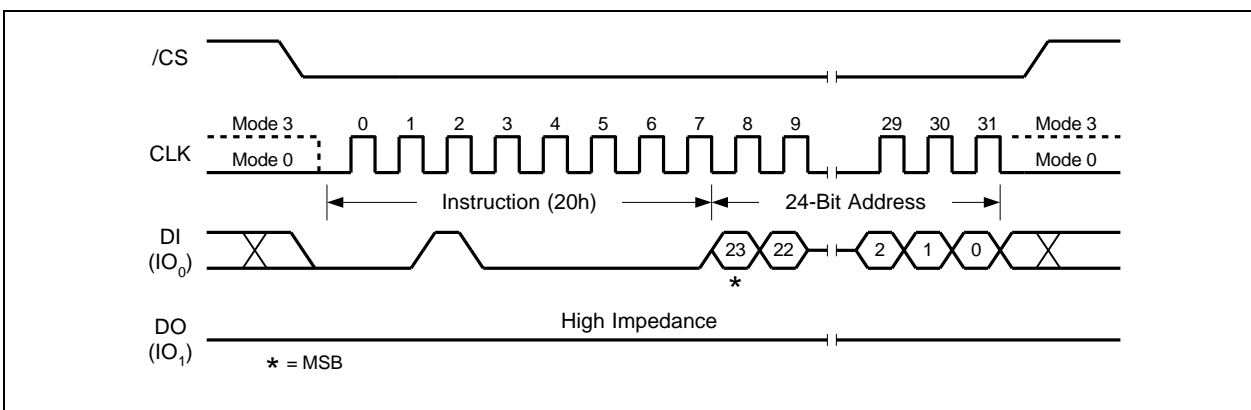 /CS
Mode 3 0 1 2 3 4 5 6 7 8 9 29 30 31 Mode 3
CLK Mode 0 Mode 0
Instruction (20h) 24-Bit Address
DI
(IO0) 23 22 2 1 0
*
High Impedance
DO
(IO1)
* = MSB